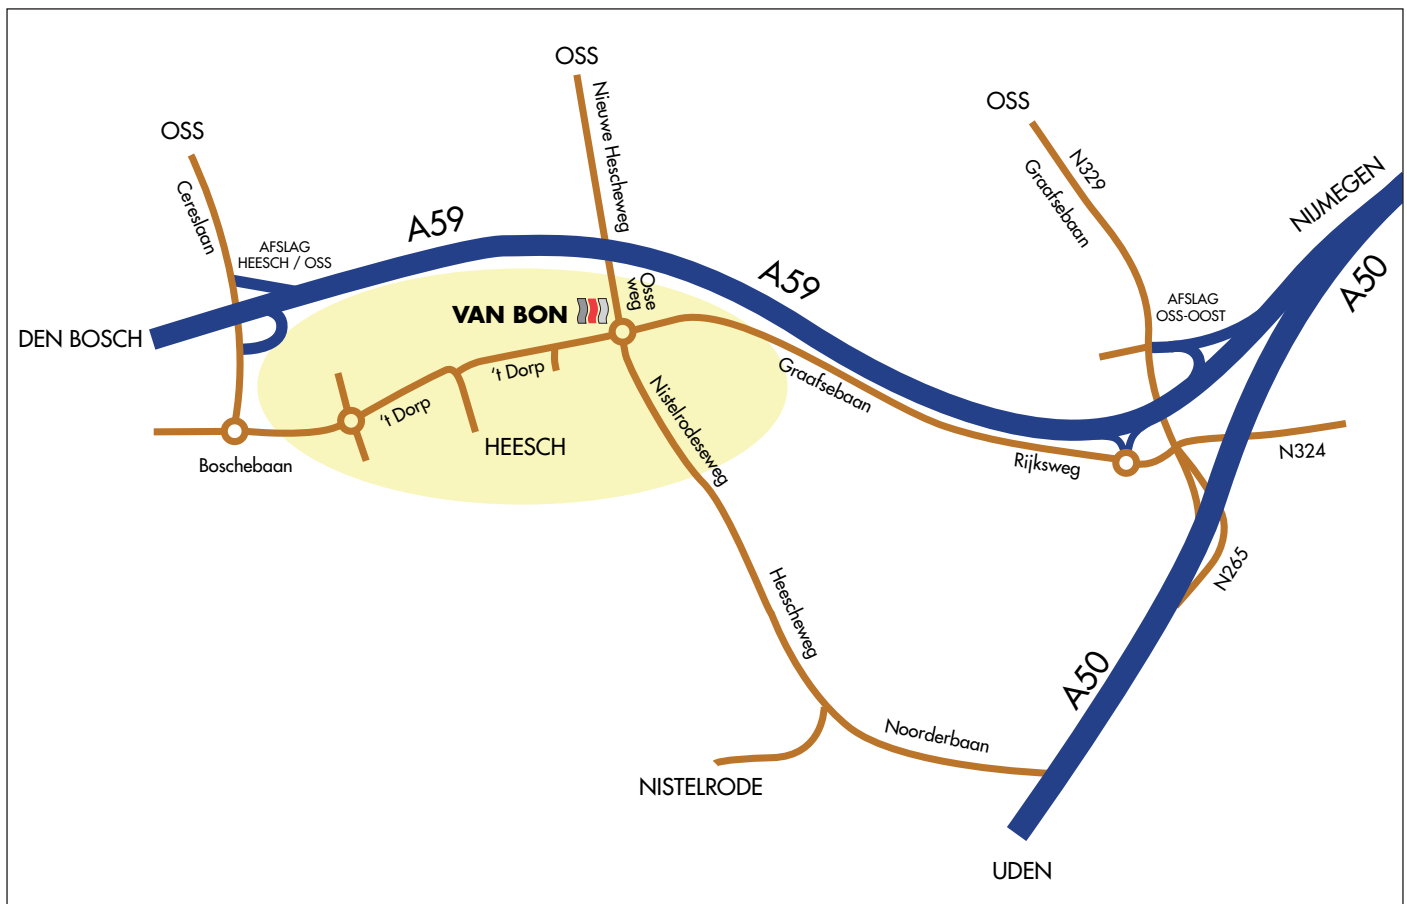 OSS
Nieuwe Hescheweg
OSS
N329
Graafsebaan
OSS
Cereslaan
NIJMEGEN
A59
AFSLAG
HEESCH / OSS
A59
A50
Osse
weg
VAN BON
AFSLAG
OSS-OOST
DEN BOSCH
't Dorp
Graafsebaan
't Dorp
Nistelrodeseweg
HEESCH
Boschebaan
Rijksweg
N324
N265
Heescheweg
A50
Noorderbaan
NISTELRODE
UDEN